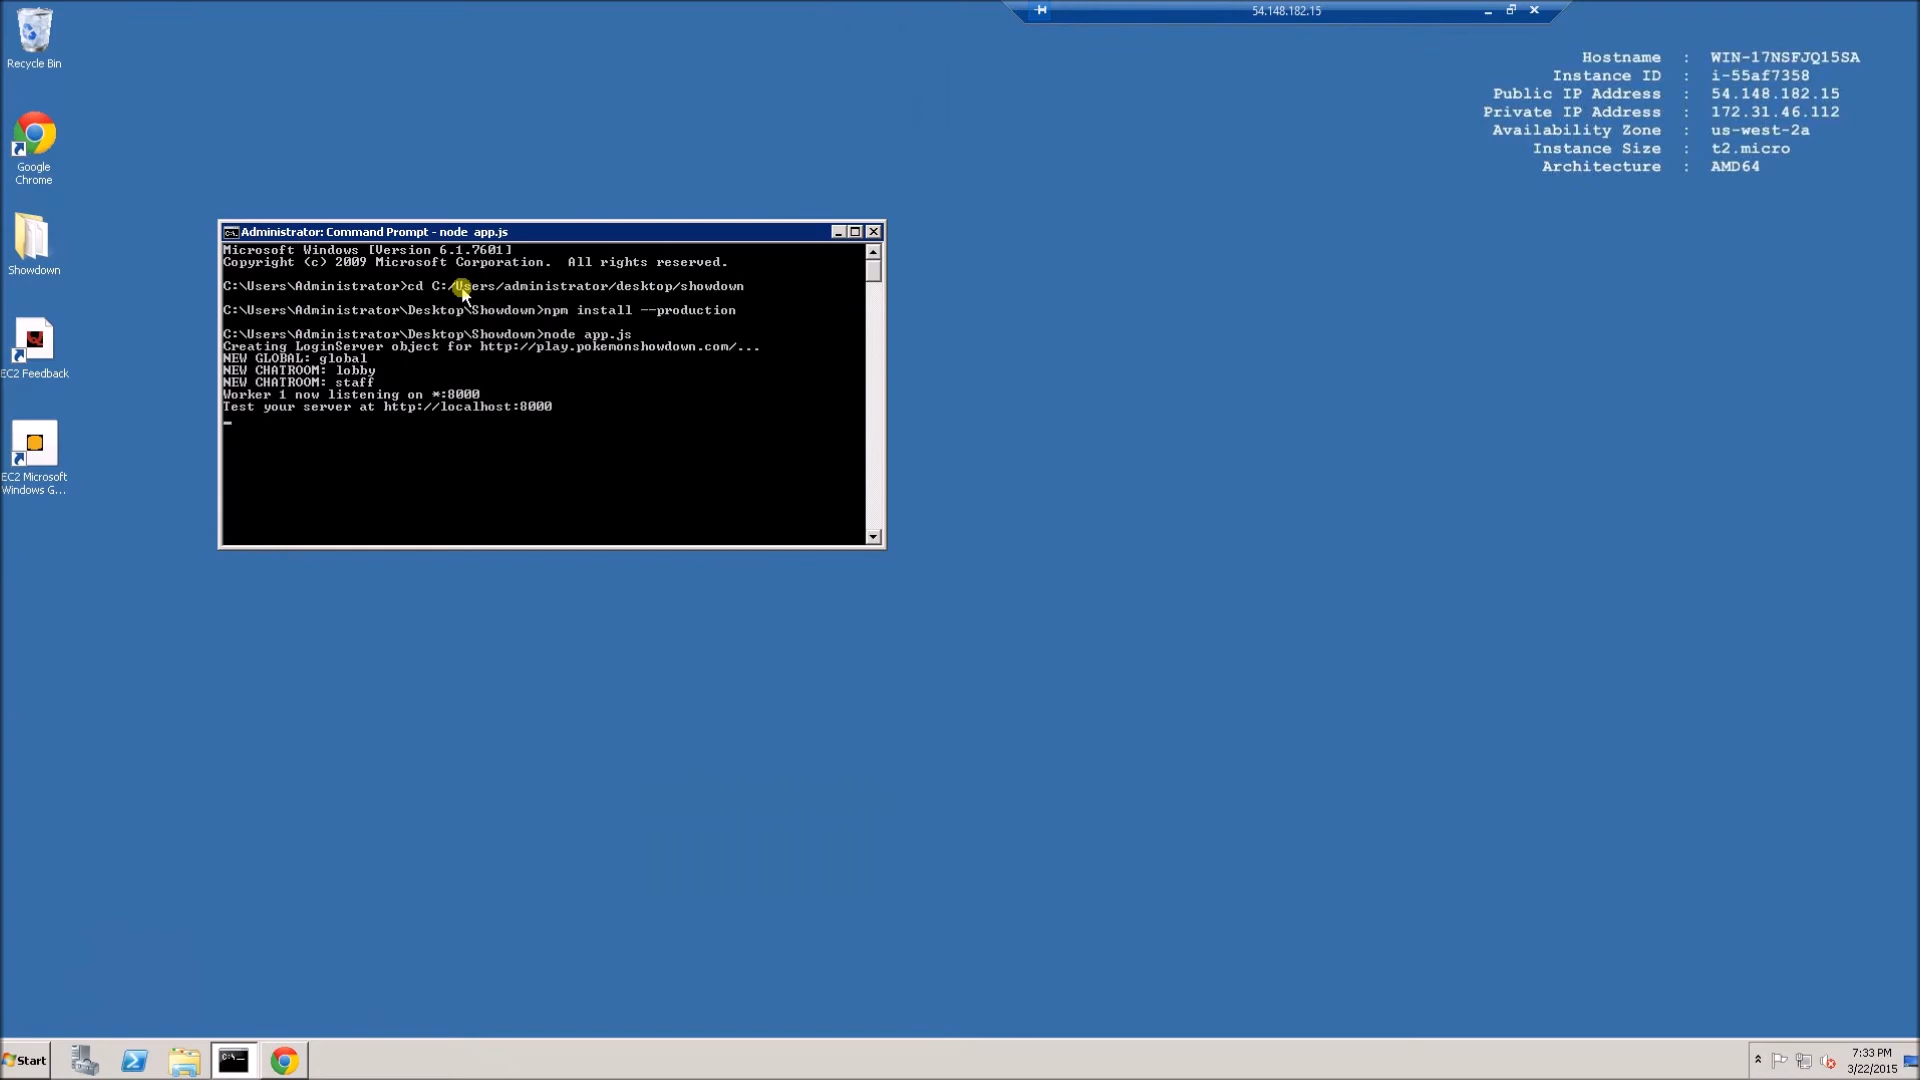 54.148.182.15
Recycle Bin
Google
Chrome
Showdown
EC2 Feedback
EC2 Microsoft
Windows G...
Hostname : WIN-17NSFJQ15SA
Instance ID : i-55af7358
Public IP Address : 54.148.182.15
Private IP Address : 172.31.46.112
Availability Zone : us-west-2a
Instance Size : t2.micro
Architecture : AMD64
Administrator: Command Prompt - node app.js
Microsoft Windows [Version 6.1.7601]
Copyright (c) 2009 Microsoft Corporation. All rights reserved.
C:\Users\Administrator>cd C:/Users/administrator/desktop/showdown
C:\Users\Administrator\Desktop\Showdown>npm install --production
C:\Users\Administrator\Desktop\Showdown>node app.js
Creating LoginServer object for http://play.pokemonshowdown.com/...
NEW GLOBAL: global
NEW CHATROOM: lobby
NEW CHATROOM: staff
Worker 1 now listening on *:8000
Test your server at http://localhost:8000
Start
7:33 PM
3/22/2015